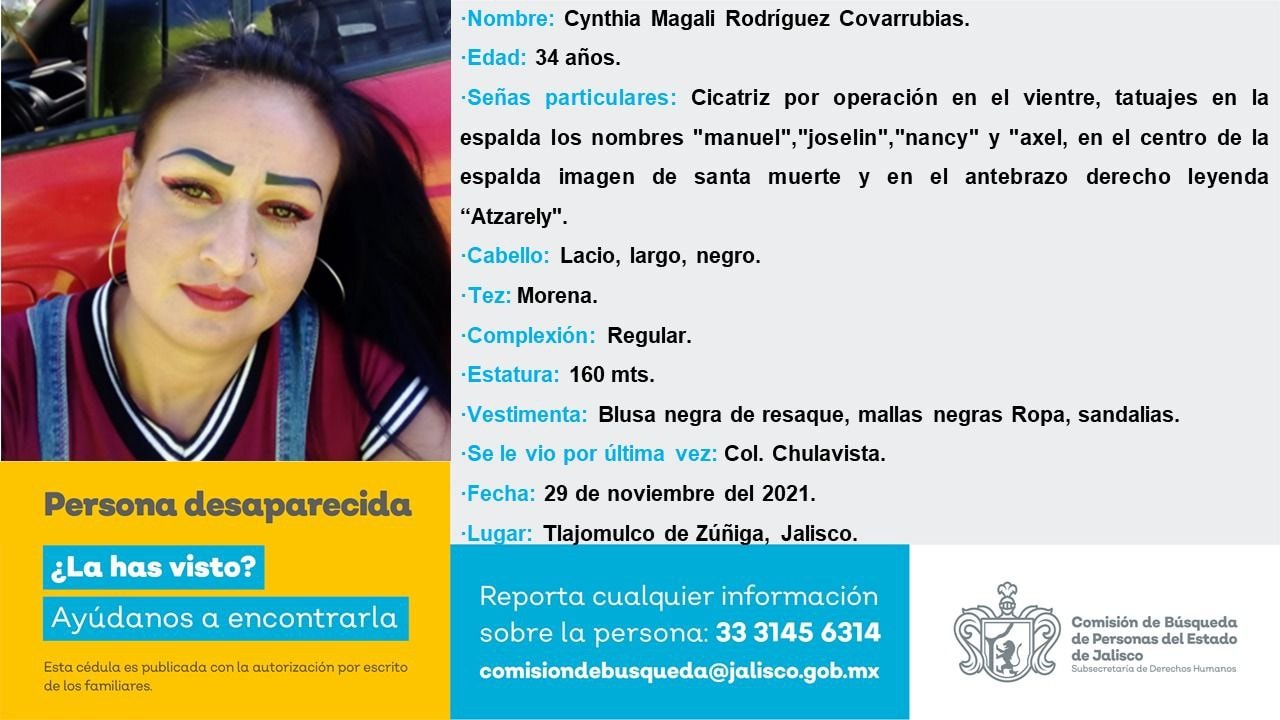 ·Nombre: Cynthia Magali Rodríguez Covarrubias.
·Edad: 34 años.
·Señas particulares: Cicatriz por operación en el vientre, tatuajes en la
espalda los nombres "manuel","joselin","nancy" y "axel, en el centro de la
espalda imagen de santa muerte y en el antebrazo derecho leyenda
“Atzarely".
·Cabello: Lacio, largo, negro.
·Tez: Morena.
·Complexión: Regular.
·Estatura: 160 mts.
·Vestimenta: Blusa negra de resaque, mallas negras Ropa, sandalias.
·Se le vio por última vez: Col. Chulavista.
·Fecha: 29 de noviembre del 2021.
·Lugar: Tlajomulco de Zúñiga, Jalisco.
Persona desaparecida
¿La has visto?
Ayúdanos a encontrarla
Esta cédula es publicada con la autorización por escrito
de los familiares.
Reporta cualquier información
sobre la persona: 33 3145 6314
comisiondebusqueda@jalisco.gob.mx
Comisión de Búsqueda
de Personas del Estado
de Jalisco
Subsecretaría de Derechos Humanos